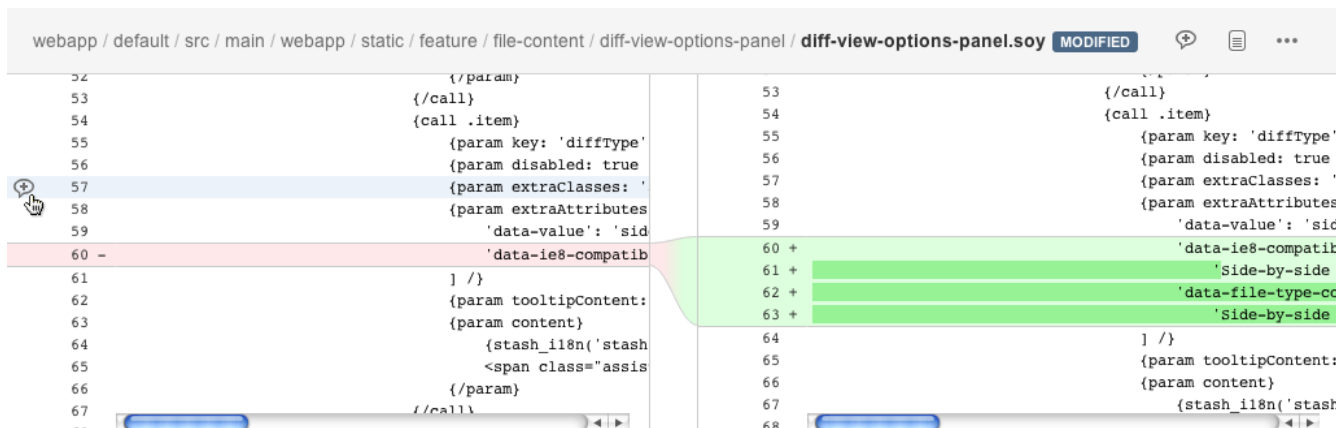 webapp / default / src / main / webapp / static / feature / file-content / diff-view-options-panel / diff-view-options-panel.soy MODIFIED
52 {/param}
53 {/call}
54 {call .item}
55 {param key: 'diffType'
56 {param disabled: true
57 {param extraClasses: '
58 {param extraAttributes
59 'data-value': 'sid
60 - 'data-ie8-compatib
61 ] /}
62 {param tooltipContent:
63 {param content}
64 {stash_i18n('stash
65 <span class="assis
66 {/param}
67 {/call}
53 {/call}
54 {call .item}
55 {param key: 'diffType'
56 {param disabled: true
57 {param extraClasses: '
58 {param extraAttributes
59 'data-value': 'sid
60 + 'data-ie8-compatib
61 + 'Side-by-side
62 + 'data-file-type-co
63 + 'Side-by-side
64 ] /}
65 {param tooltipContent:
66 {param content}
67 {stash_i18n('stash
68